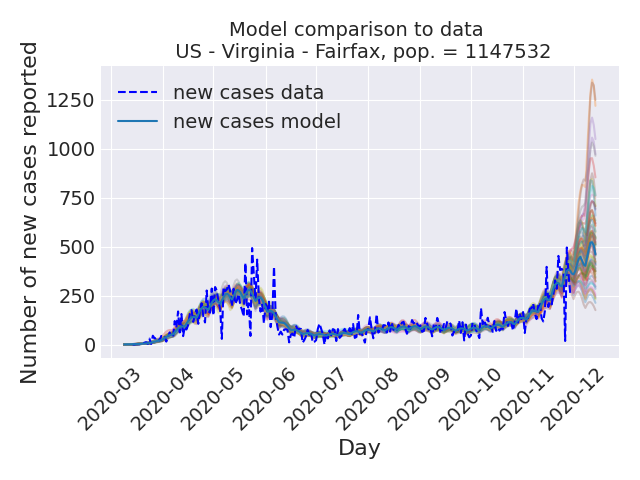 Model comparison to data
US - Virginia - Fairfax, pop. = 1147532
Number of new cases reported
1250
1000
750
500
250
0
new cases data
new cases model
2020-03
2020-04
2020-05
2020-06
2020-07
2020-08
2020-09
2020-10
2020-11
2020-12
Day